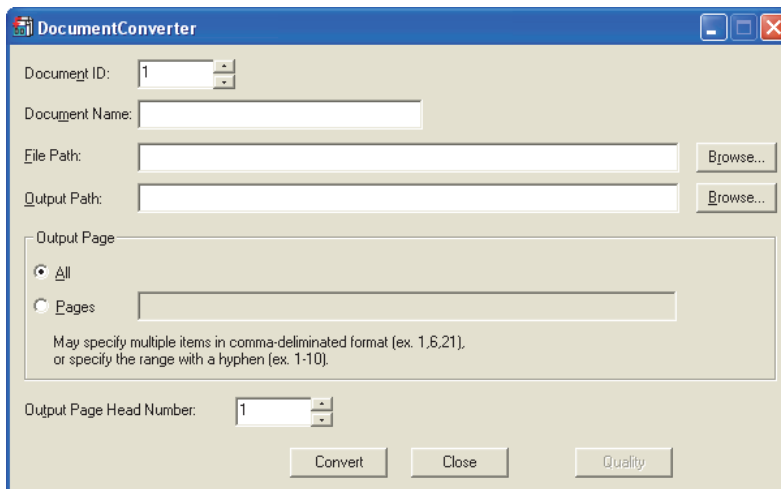 DocumentConverter
Document ID: 1
Document Name:
File Path: Browse...
Output Path: Browse...
Output Page
All
Pages
May specify multiple items in comma-deliminated format (ex. 1,6,21),
or specify the range with a hyphen (ex. 1-10).
Output Page Head Number: 1
Convert Close Quality